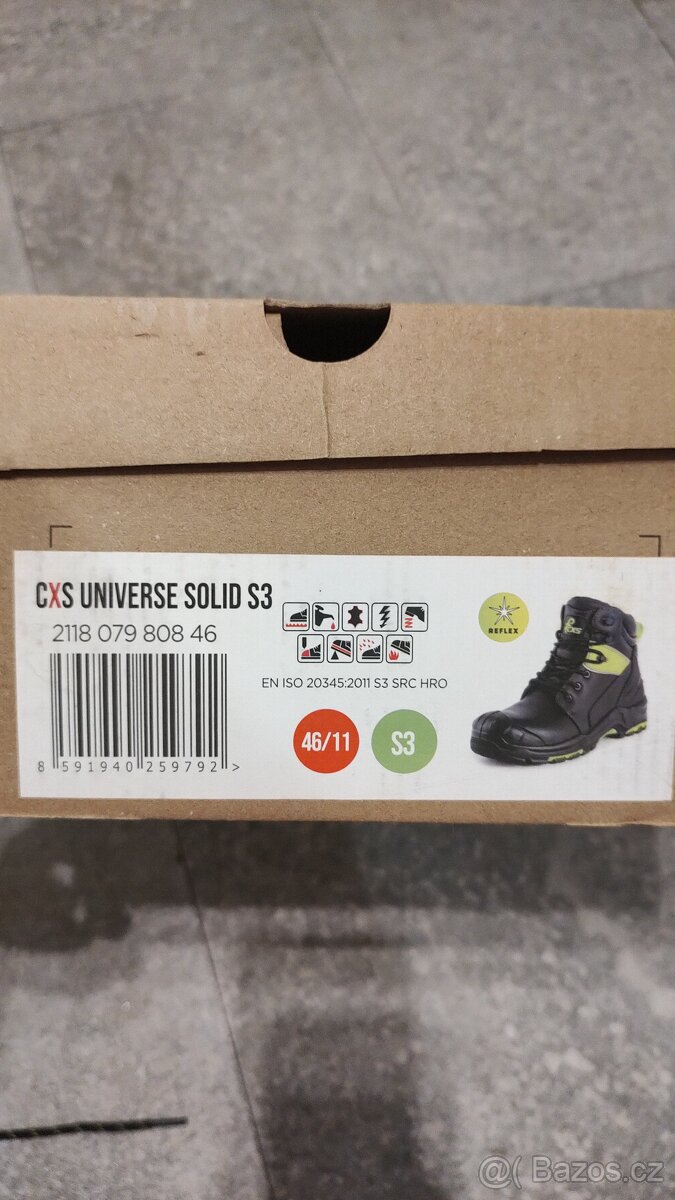 CXS UNIVERSE SOLID S3
2118 079 808 46
8 591940 259792 >
EN ISO 20345:2011 S3 SRC HRO
46/11
S3
REFLEX
CXS
@( Bazos.cz